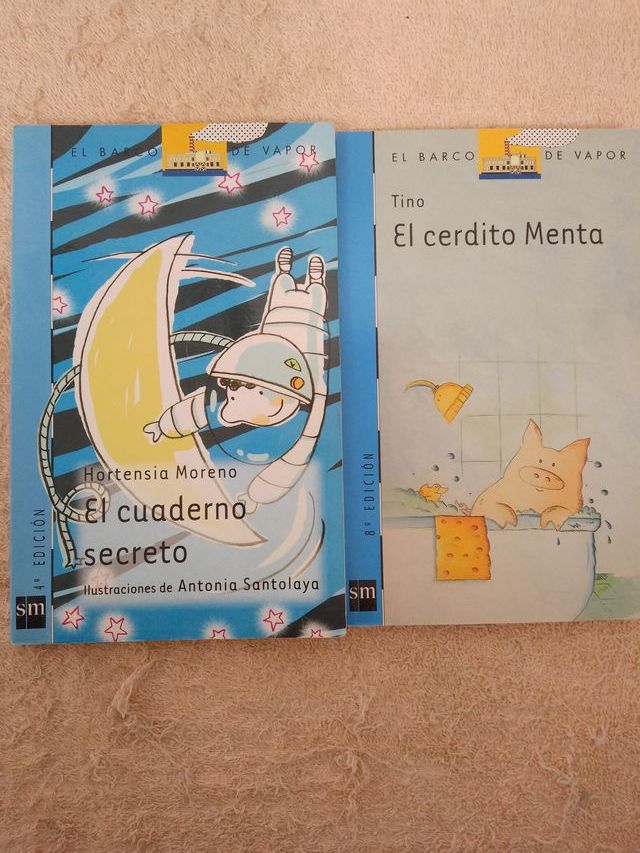 EL BARCO DE VAPOR
Hortensia Moreno
El cuaderno
secreto
Ilustraciones de Antonia Santolaya
4ª EDICIÓN
sm
EL BARCO DE VAPOR
Tino
El cerdito Menta
8ª EDICIÓN
sm